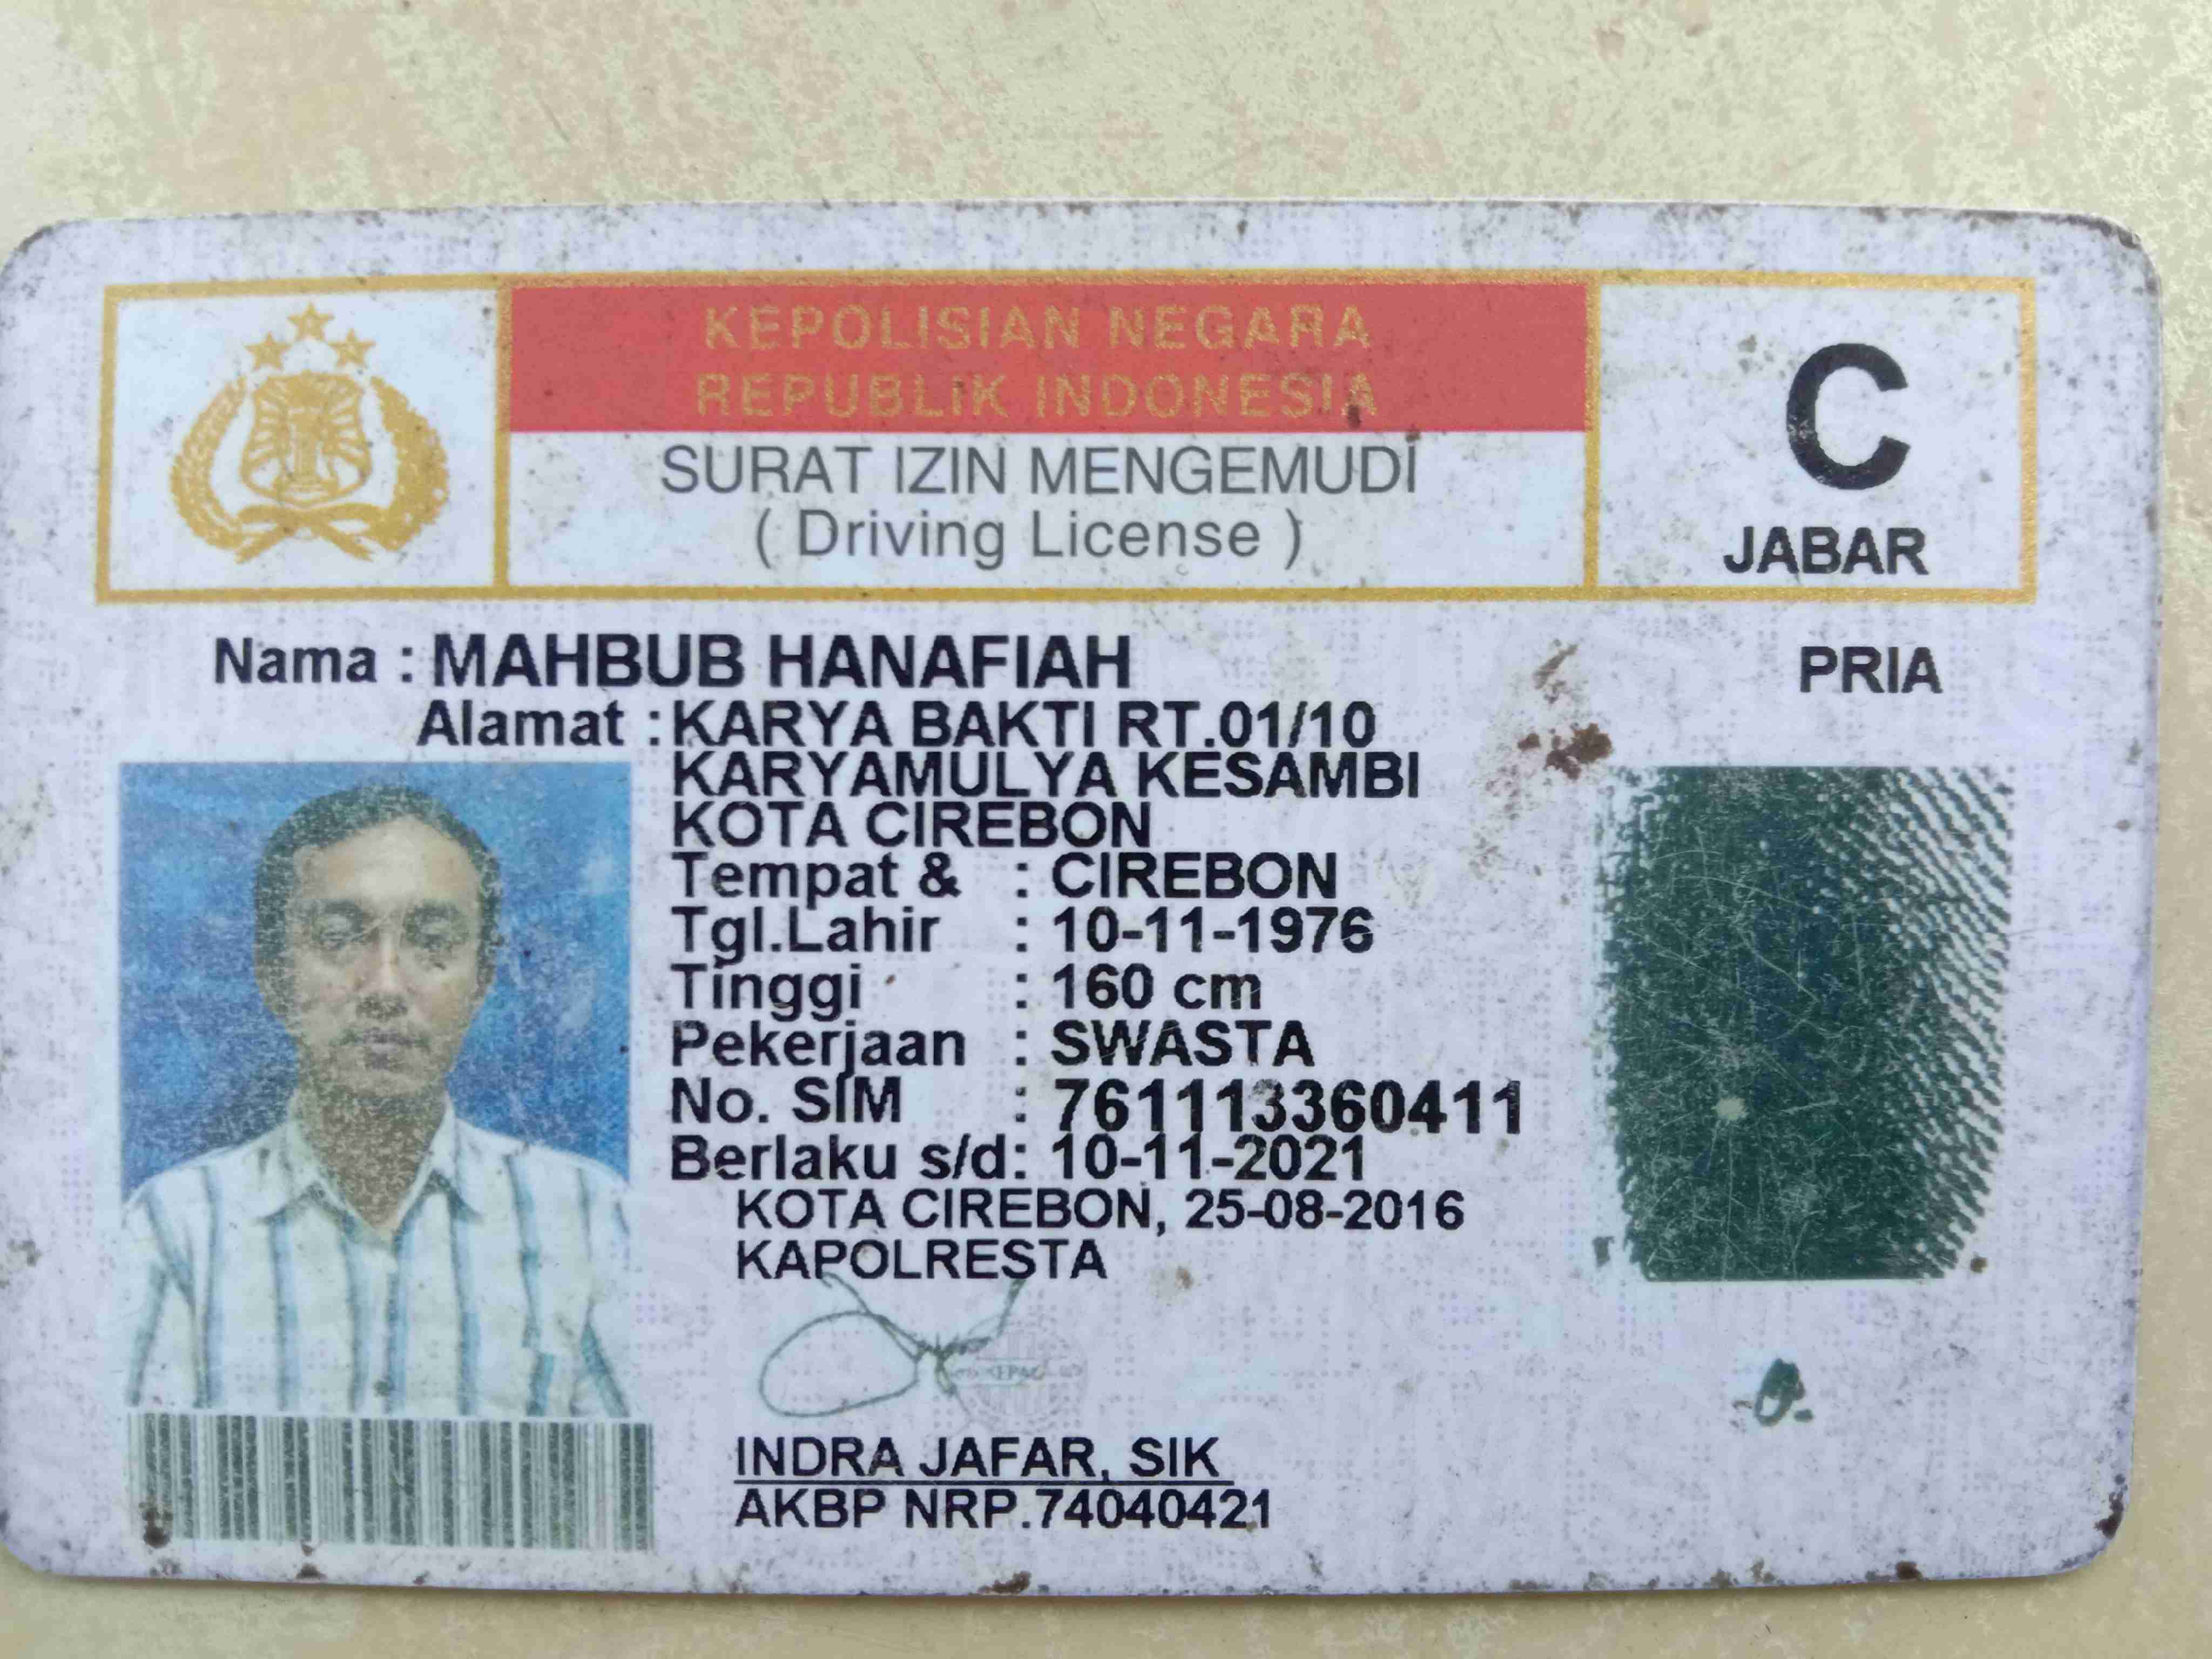 KEPOLISIAN NEGARA
REPUBLIK INDONESIA
SURAT IZIN MENGEMUDI
( Driving License )
C
JABAR
Nama : MAHBUB HANAFIAH
PRIA
Alamat : KARYA BAKTI RT.01/10
KARYAMULYA KESAMBI
KOTA CIREBON
Tempat & : CIREBON
Tgl.Lahir : 10-11-1976
Tinggi : 160 cm
Pekerjaan : SWASTA
No. SIM : 761113360411
Berlaku s/d: 10-11-2021
KOTA CIREBON, 25-08-2016
KAPOLRESTA
INDRA JAFAR, SIK
AKBP NRP.74040421